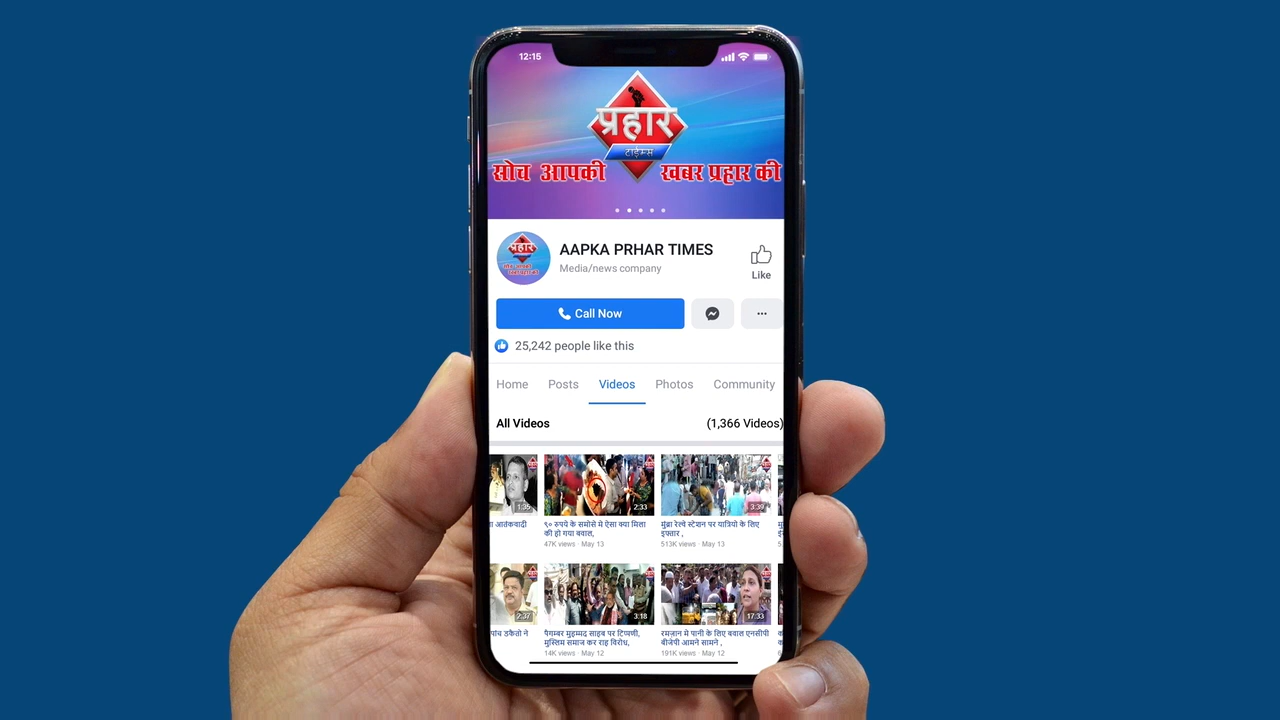 12:15
प्रहार
टाईम्स
सोच आपकी खबर प्रहार की
प्रहार
AAPKA PRHAR TIMES
Media/news company
Like
Call Now
25,242 people like this
Home Posts Videos Photos Community
All Videos (1,366 Videos)
1:35 2:33 3:39
आतंकवादी
९० रुपये के समोसे मे ऐसा क्या मिला
की हो गया बवाल,
47K views · May 13
मुंब्रा रेल्वे स्टेशन पर यात्रियो के लिए
इफ्तार ,
513K views · May 13
2:37 3:18 17:33
पांच डकैतो ने
पैगम्बर मुहम्मद साहब पर टिप्पणी,
मुस्लिम समाज कर राह विरोध,
14K views · May 12
रमज़ान मे पानी के लिए बवाल एनसीपी
बीजेपी आमने सामने ,
191K views · May 12